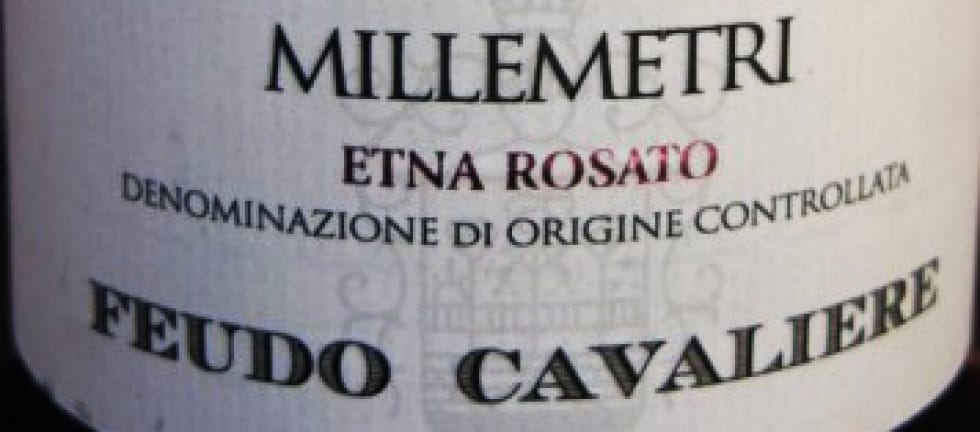 MILLEMETRI
ETNA ROSATO
DENOMINAZIONE DI ORIGINE CONTROLLATA
FEUDO CAVALIERE